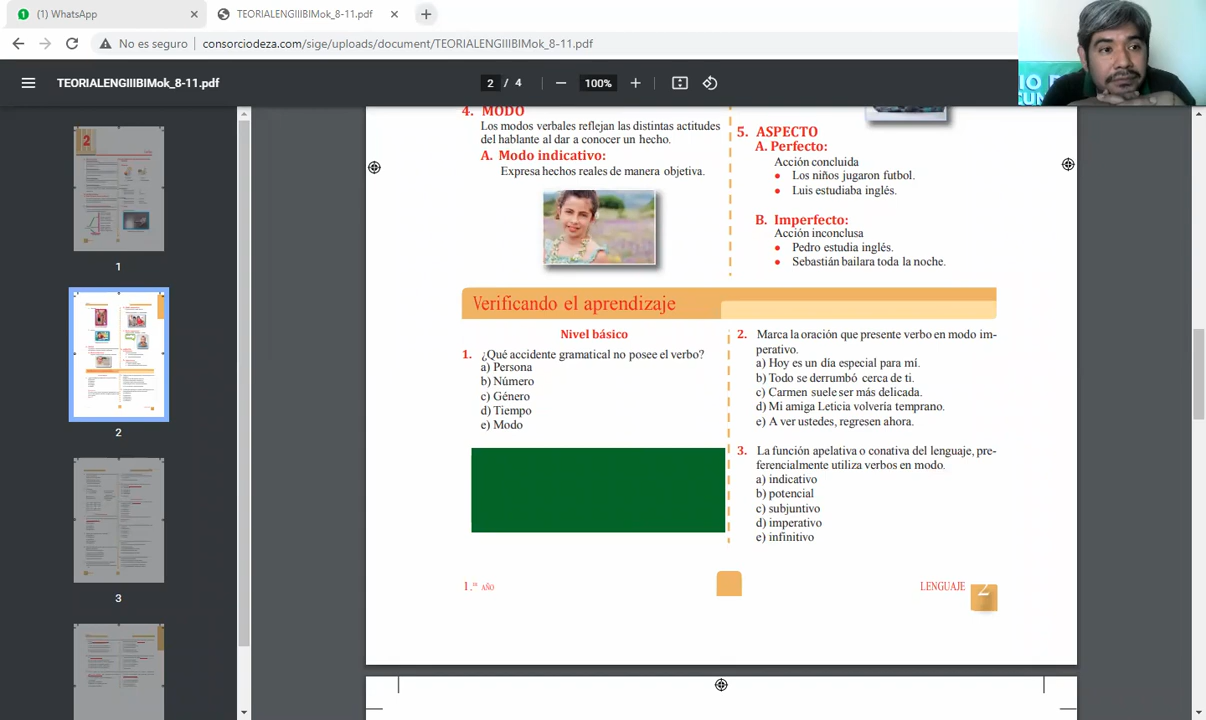 (1) WhatsApp
TEORIALENGIIIBIMok_8-11.pdf
No es seguro
consorciodeza.com/sige/uploads/document/TEORIALENGIIIBIMok_8-11.pdf
TEORIALENGIIIBIMok_8-11.pdf
2 / 4
100%
1
2
3
4. MODO
Los modos verbales reflejan las distintas actitudes
del hablante al dar a conocer un hecho.
A. Modo indicativo:
Expresa hechos reales de manera objetiva.
5. ASPECTO
A. Perfecto:
Acción concluida
• Los niños jugaron futbol.
• Luis estudiaba inglés.
B. Imperfecto:
Acción inconclusa
• Pedro estudia inglés.
• Sebastián bailara toda la noche.
Verificando el aprendizaje
Nivel básico
1. ¿Qué accidente gramatical no posee el verbo?
a) Persona
b) Número
c) Género
d) Tiempo
e) Modo
2. Marca la oración que presente verbo en modo im-
perativo.
a) Hoy es un día especial para mí.
b) Todo se derrumbó cerca de ti.
c) Carmen suele ser más delicada.
d) Mi amiga Leticia volvería temprano.
e) A ver ustedes, regresen ahora.
3. La función apelativa o conativa del lenguaje, pre-
ferencialmente utiliza verbos en modo.
a) indicativo
b) potencial
c) subjuntivo
d) imperativo
e) infinitivo
1.er AÑO
LENGUAJE
2